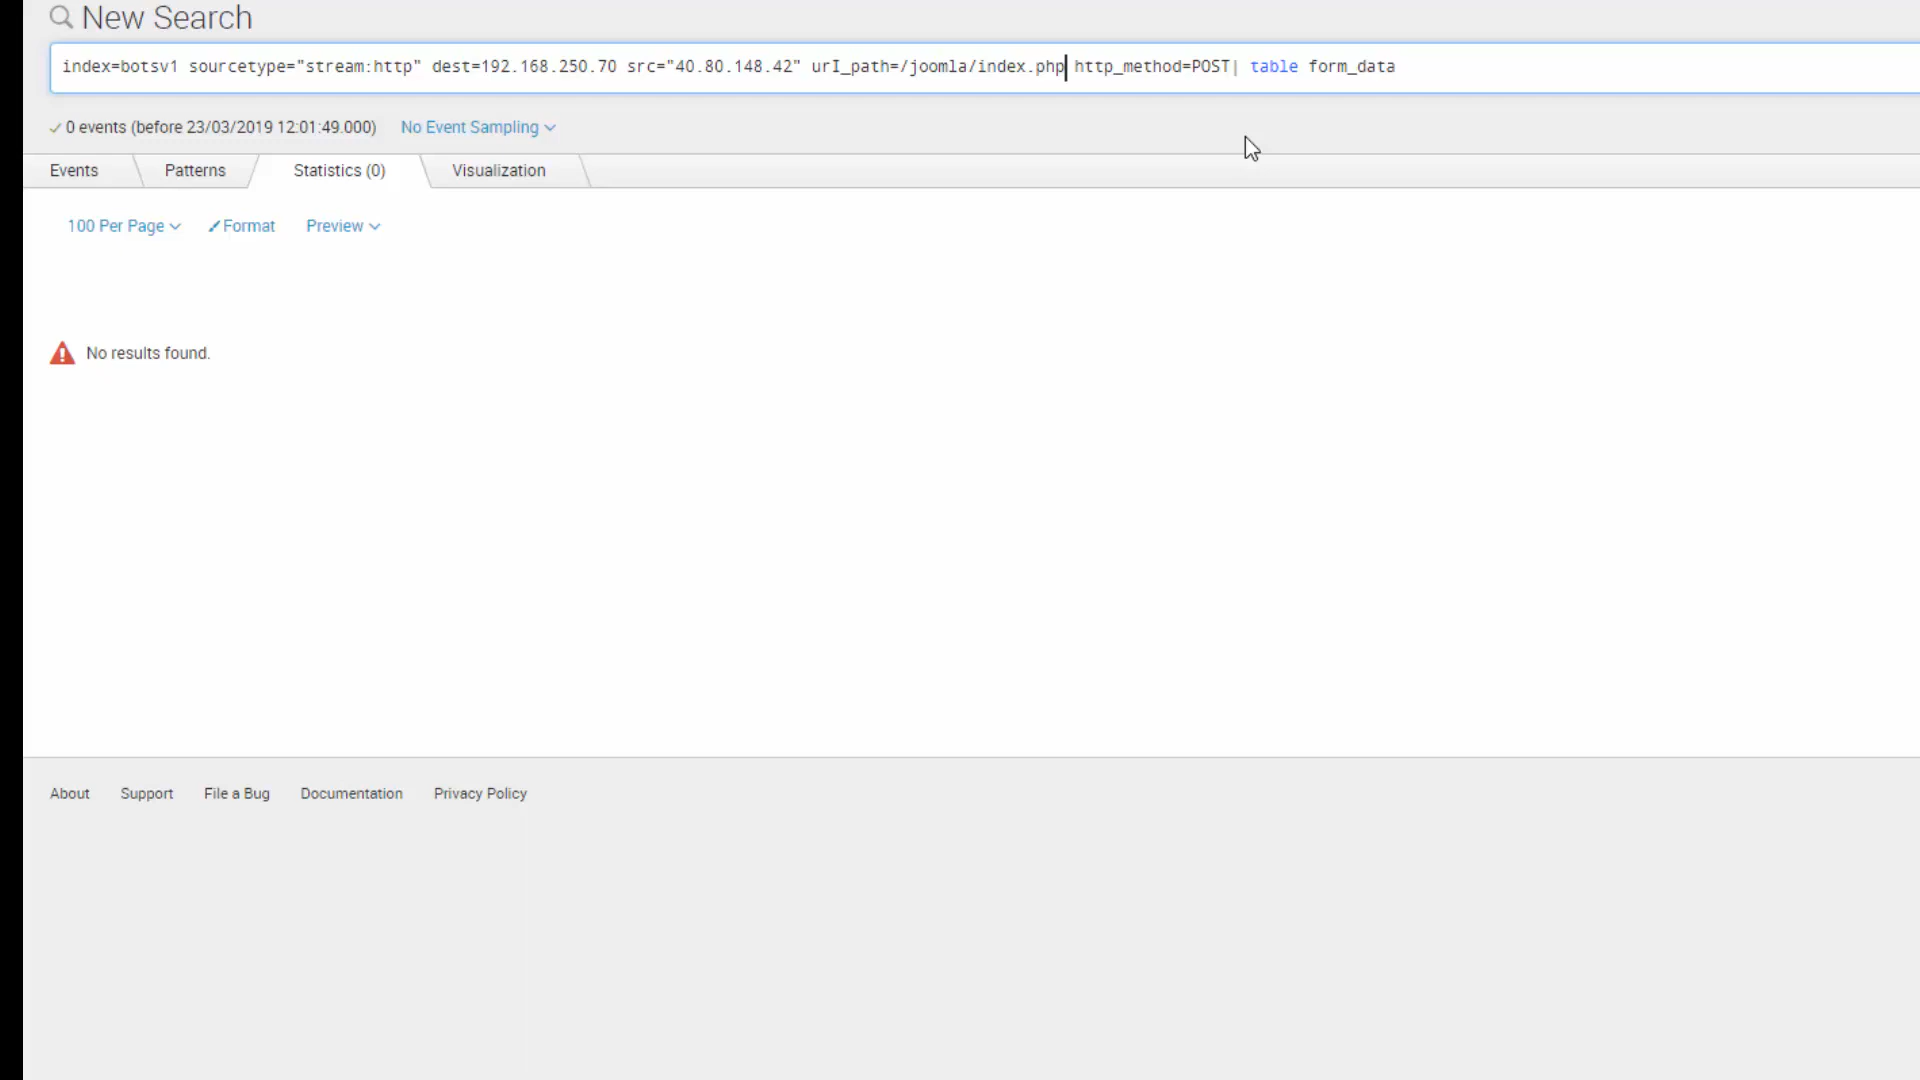 New Search
index=botsv1 sourcetype="stream:http" dest=192.168.250.70 src="40.80.148.42" urI_path=/joomla/index.php http_method=POST| table form_data
0 events (before 23/03/2019 12:01:49.000) No Event Sampling
Events Patterns Statistics (0) Visualization
100 Per Page Format Preview
No results found.
About Support File a Bug Documentation Privacy Policy